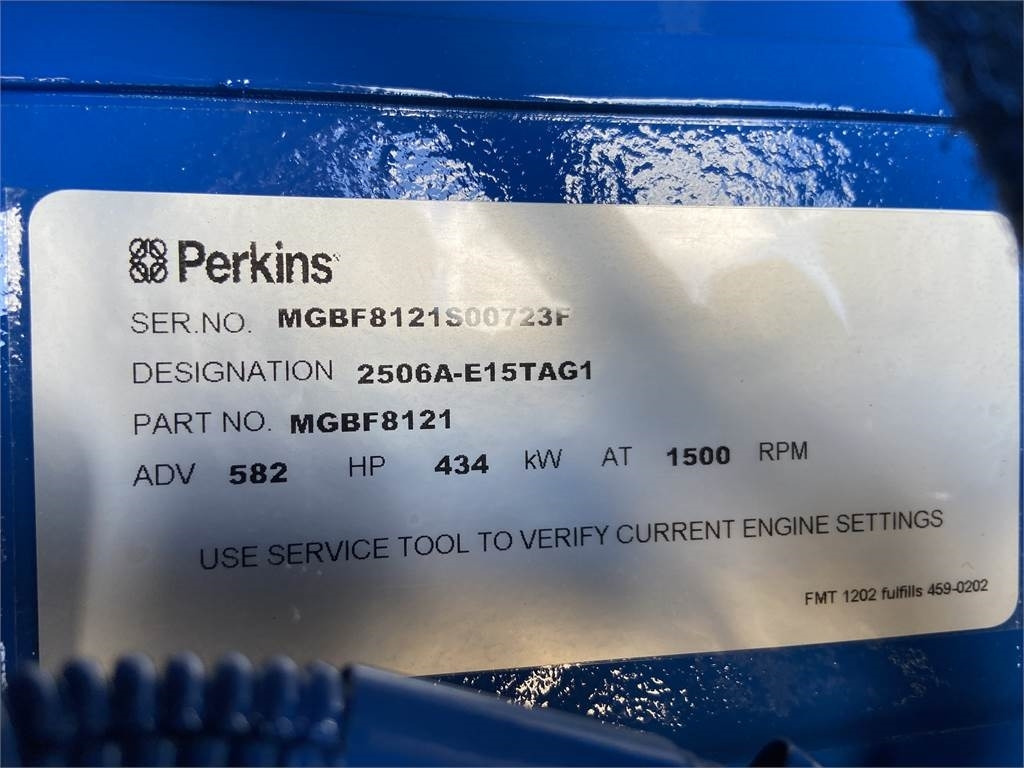 Perkins
SER.NO. MGBF8121S00723F
DESIGNATION 2506A-E15TAG1
PART NO. MGBF8121
ADV 582 HP 434 kW AT 1500 RPM
USE SERVICE TOOL TO VERIFY CURRENT ENGINE SETTINGS
FMT 1202 fulfills 459-0202